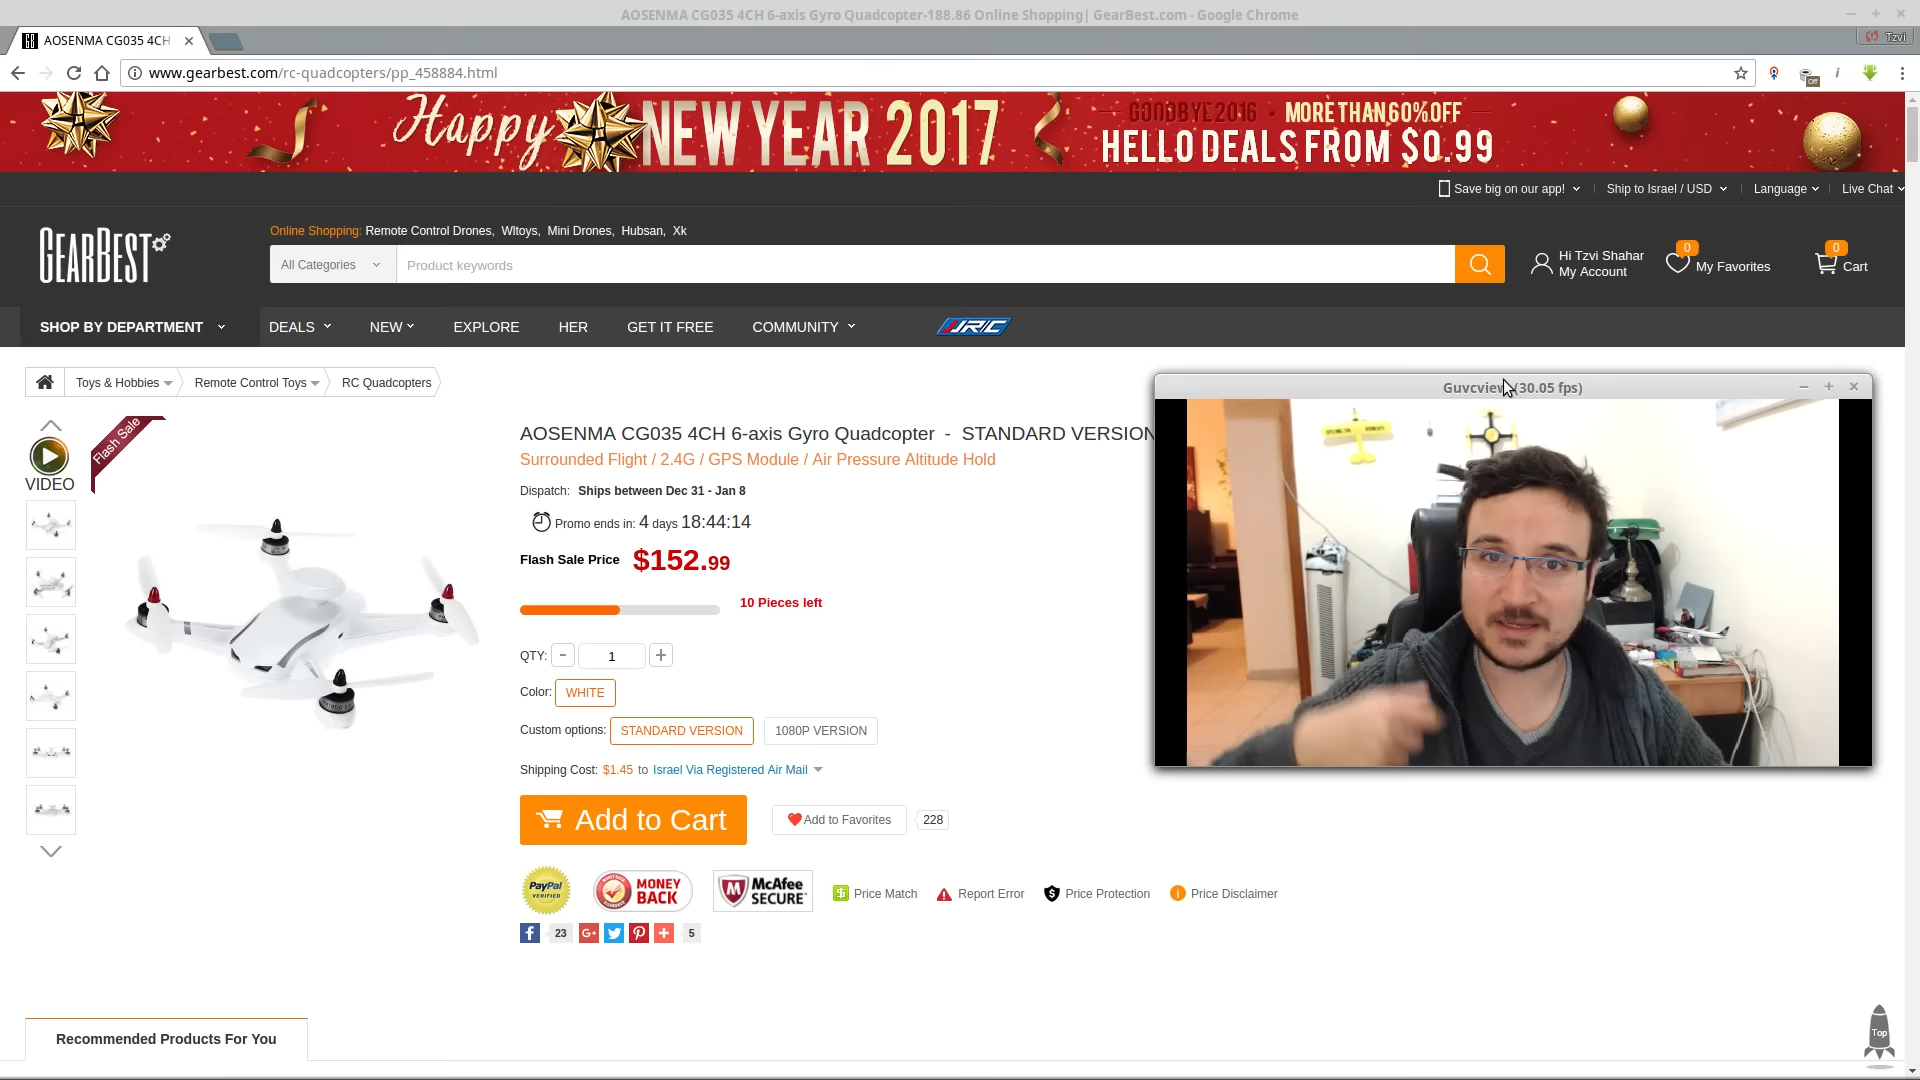 AOSENMA CG035 4CH 6-axis Gyro Quadcopter-188.86 Online Shopping| GearBest.com - Google Chrome
AOSENMA CG035 4CH
Tzvi
www.gearbest.com/rc-quadcopters/pp_458884.html
Off
Happy NEW YEAR 2017
GOODBYE 2016 • MORE THAN 60% OFF
HELLO DEALS FROM $0.99
Save big on our app!
Ship to Israel / USD
Language
Live Chat
GEARBEST
Online Shopping: Remote Control Drones, Wltoys, Mini Drones, Hubsan, Xk
All Categories
Product keywords
Hi Tzvi Shahar
My Account
0
My Favorites
0
Cart
SHOP BY DEPARTMENT
DEALS
NEW
EXPLORE
HER
GET IT FREE
COMMUNITY
JJRC
Toys & Hobbies
Remote Control Toys
RC Quadcopters
Guvcview (30.05 fps)
VIDEO
Flash Sale
AOSENMA CG035 4CH 6-axis Gyro Quadcopter - STANDARD VERSION
Surrounded Flight / 2.4G / GPS Module / Air Pressure Altitude Hold
Dispatch: Ships between Dec 31 - Jan 8
Promo ends in: 4 days 18:44:14
Flash Sale Price $152.99
10 Pieces left
QTY: - 1 +
Color: WHITE
Custom options: STANDARD VERSION 1080P VERSION
Shipping Cost: $1.45 to Israel Via Registered Air Mail
Add to Cart
Add to Favorites
228
PayPal
VERIFIED
MONEY
BACK
McAfee
SECURE
Price Match
Report Error
Price Protection
Price Disclaimer
23
G+
5
Recommended Products For You
Top